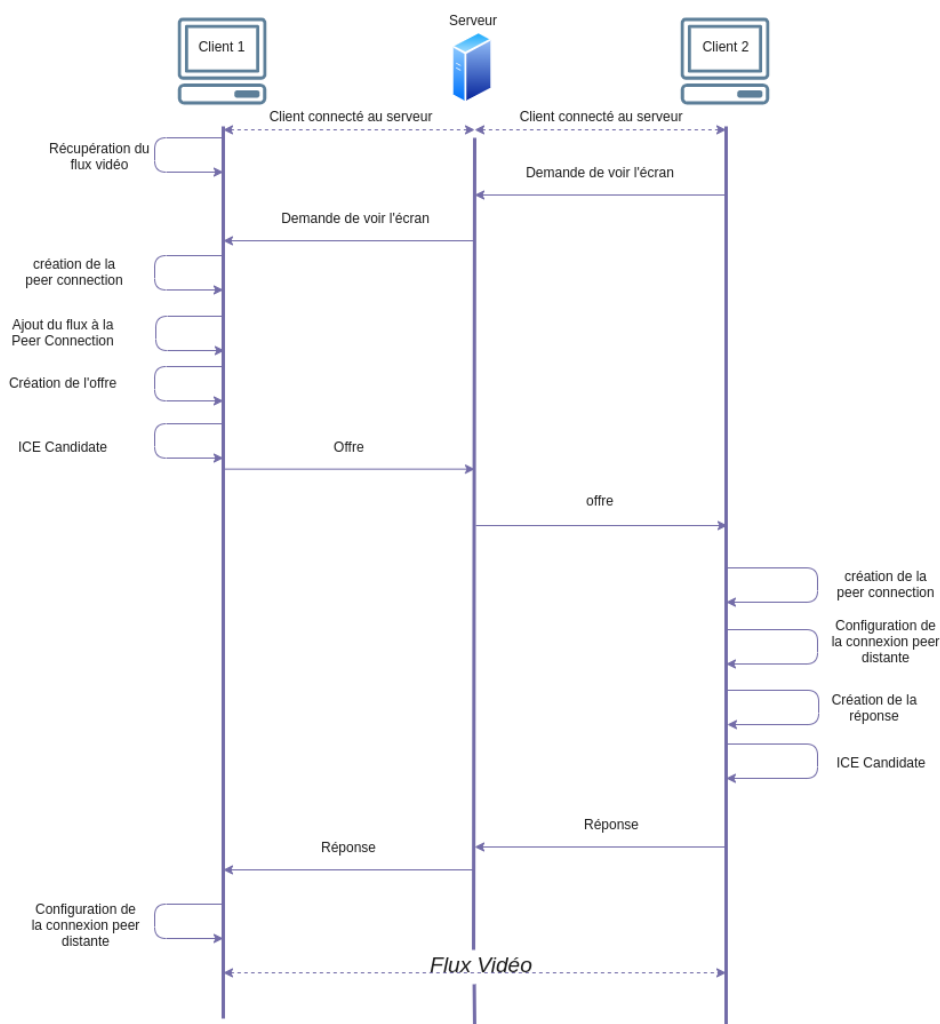 Serveur
Client 1
Client 2
Client connecté au serveur
Client connecté au serveur
Récupération du
flux vidéo
Demande de voir l'écran
Demande de voir l'écran
création de la
peer connection
Ajout du flux à la
Peer Connection
Création de l'offre
ICE Candidate
Offre
offre
création de la
peer connection
Configuration de
la connexion peer
distante
Création de la
réponse
ICE Candidate
Réponse
Réponse
Configuration de
la connexion peer
distante
Flux Vidéo